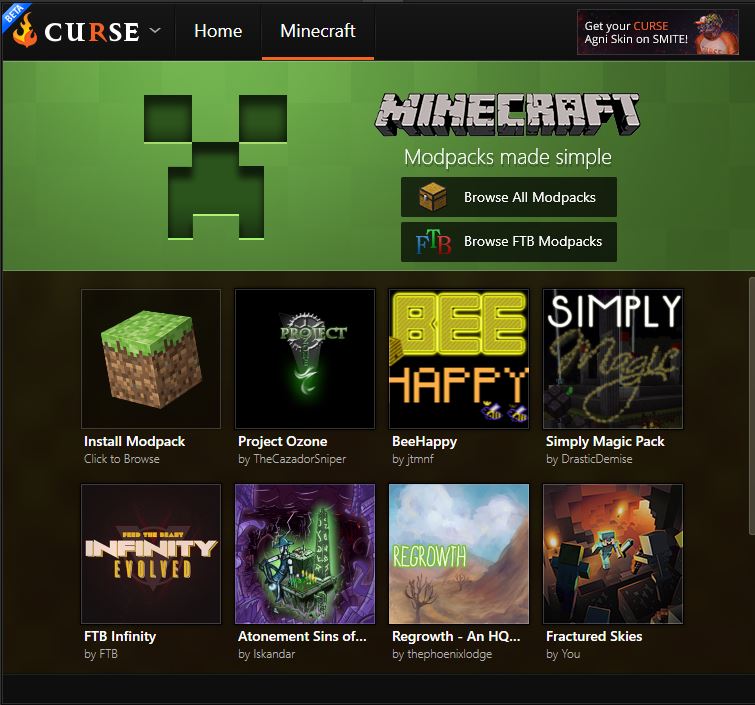 BETA
CURSE
Home
Minecraft
Get your CURSE
Agni Skin on SMITE!
MINECRAFT
Modpacks made simple
Browse All Modpacks
FTB
Browse FTB Modpacks
PROJECT
OZONE
BEE
HAPPY
SIMPLY
Magic
Install Modpack
Click to Browse
Project Ozone
by TheCazadorSniper
BeeHappy
by jtmnf
Simply Magic Pack
by DrasticDemise
FEED THE BEAST
INFINITY
EVOLVED
REGROWTH
FTB Infinity
by FTB
Atonement Sins of...
by Iskandar
Regrowth - An HQ...
by thephoenixlodge
Fractured Skies
by You